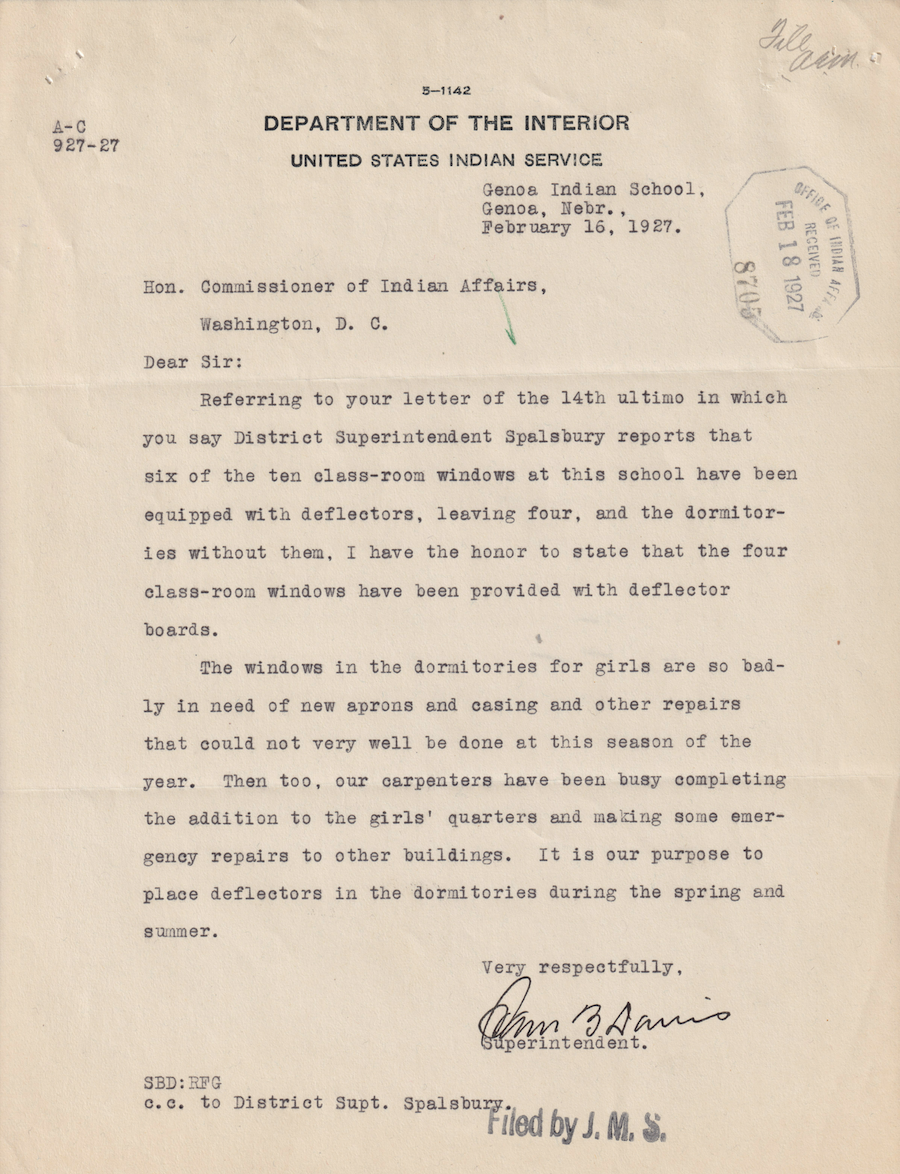 File
5—1142
A-C
927-27
DEPARTMENT OF THE INTERIOR
UNITED STATES INDIAN SERVICE
Genoa Indian School,
Genoa, Nebr.,
February 16, 1927.
OFFICE OF INDIAN AFFAIRS
RECEIVED
FEB 18 1927
8705
Hon. Commissioner of Indian Affairs,
Washington, D. C.
Dear Sir:
Referring to your letter of the 14th ultimo in which
you say District Superintendent Spalsbury reports that
six of the ten class-room windows at this school have been
equipped with deflectors, leaving four, and the dormitor-
ies without them, I have the honor to state that the four
class-room windows have been provided with deflector
boards.
The windows in the dormitories for girls are so bad-
ly in need of new aprons and casing and other repairs
that could not very well be done at this season of the
year. Then too, our carpenters have been busy completing
the addition to the girls' quarters and making some emer-
gency repairs to other buildings. It is our purpose to
place deflectors in the dormitories during the spring and
summer.
Very respectfully,
Sam B Davis
Superintendent.
SBD:RFG
c.c. to District Supt. Spalsbury.
Filed by J. M. S.